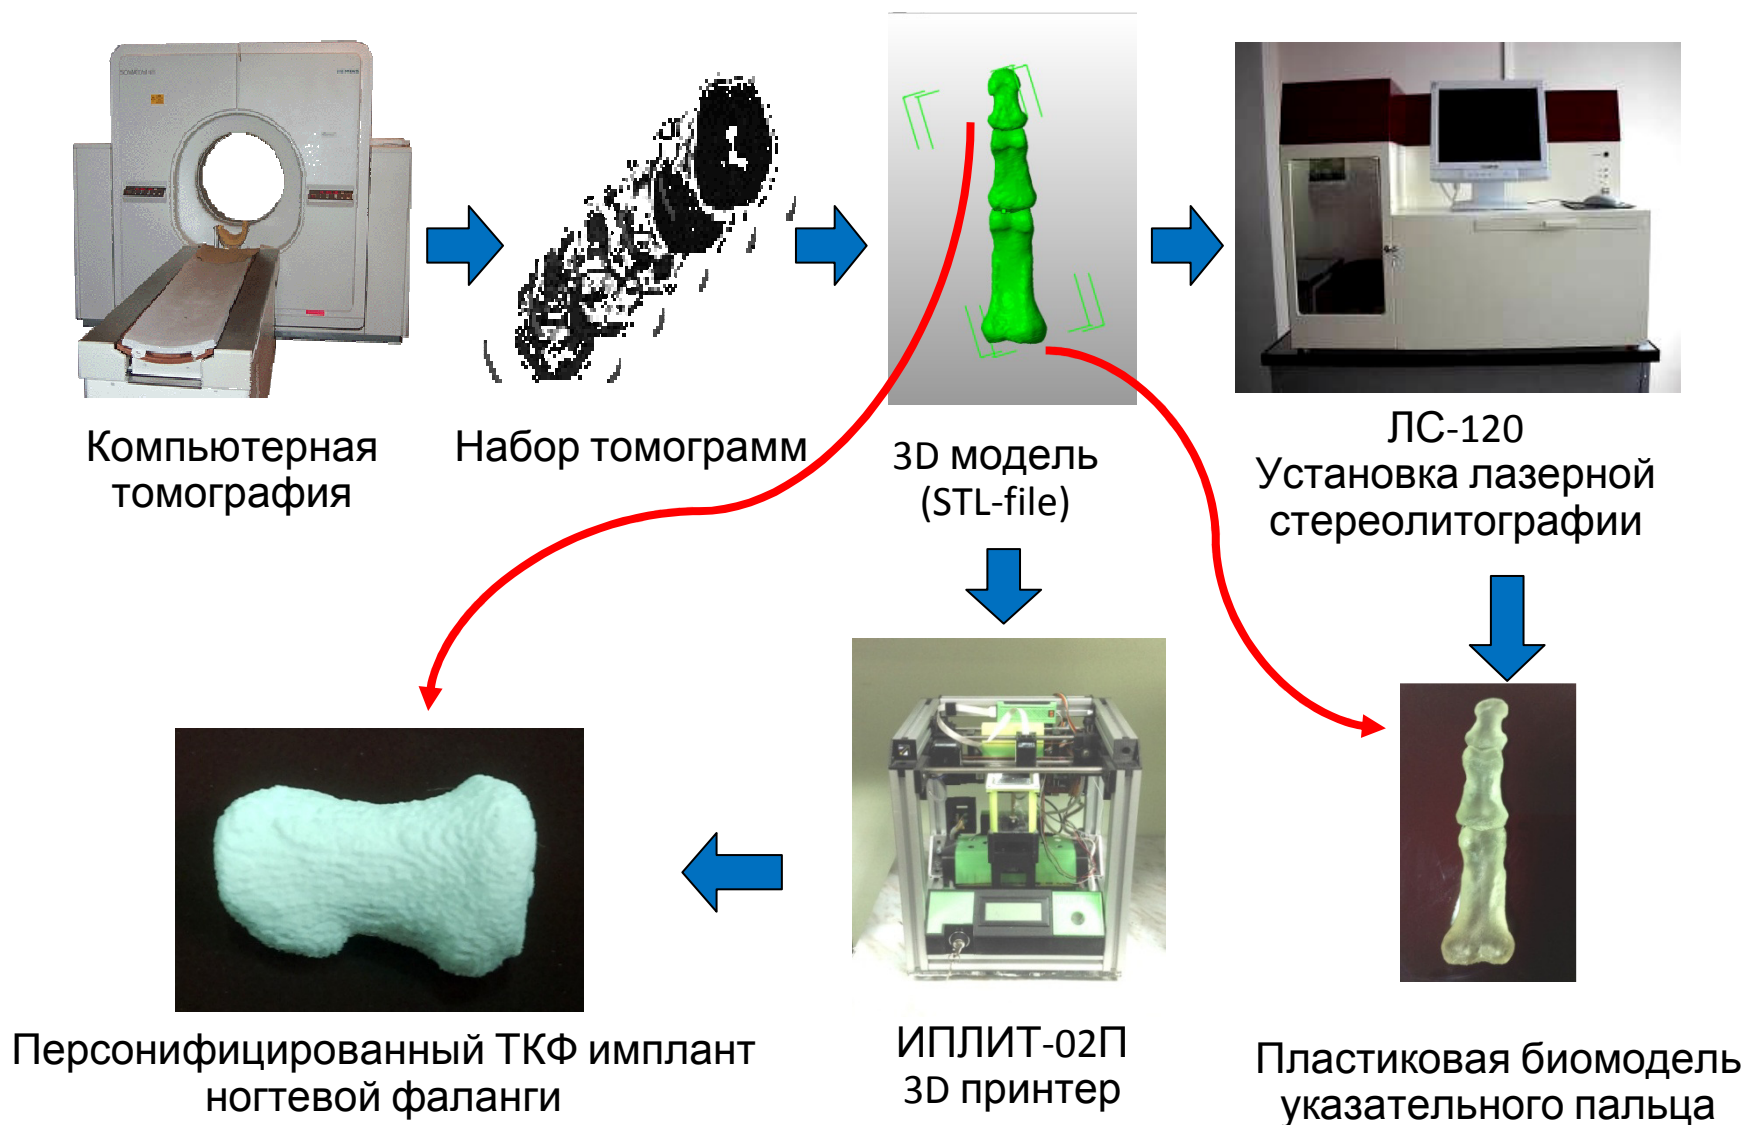 Компьютерная
томография
Набор томограмм
3D модель
(STL-file)
ЛС-120
Установка лазерной
стереолитографии
Персонифицированный ТКФ имплант
ногтевой фаланги
ИПЛИТ-02П
3D принтер
Пластиковая биомодель
указательного пальца